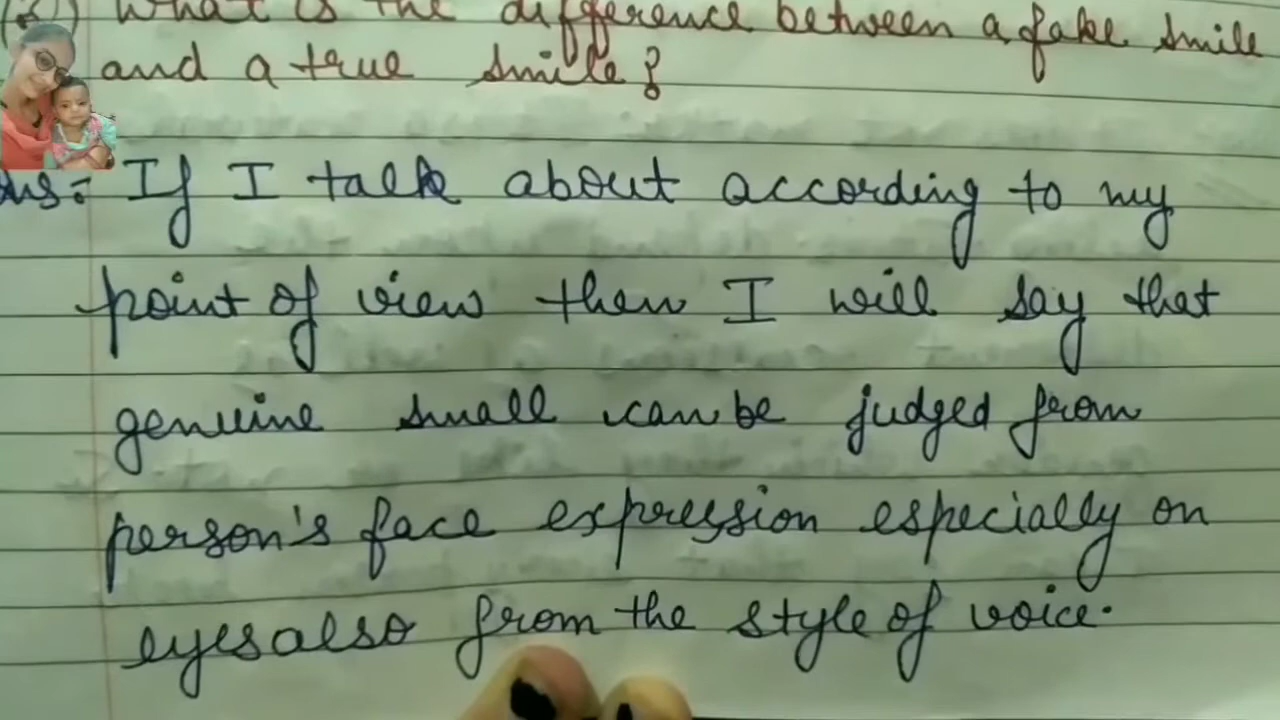 What is the difference between a fake smile
and a true smile?
Ans:- If I talk about according to my
point of view then I will say that
genuine small can be judged from
person's face expression especially on
eyes also from the style of voice.